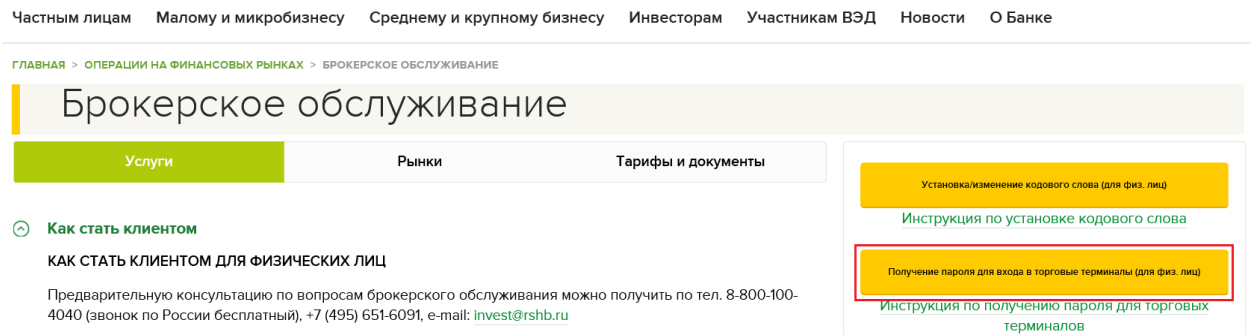 Частным лицам Малому и микробизнесу Среднему и крупному бизнесу Инвесторам Участникам ВЭД Новости О Банке
ГЛАВНАЯ > ОПЕРАЦИИ НА ФИНАНСОВЫХ РЫНКАХ > БРОКЕРСКОЕ ОБСЛУЖИВАНИЕ
Брокерское обслуживание
Услуги Рынки Тарифы и документы
Как стать клиентом
КАК СТАТЬ КЛИЕНТОМ ДЛЯ ФИЗИЧЕСКИХ ЛИЦ
Предварительную консультацию по вопросам брокерского обслуживания можно получить по тел. 8-800-100-
4040 (звонок по России бесплатный), +7 (495) 651-6091, e-mail: invest@rshb.ru
Установка/изменение кодового слова (для физ. лиц)
Инструкция по установке кодового слова
Получение пароля для входа в торговые терминалы (для физ. лиц)
Инструкция по получению пароля для торговых
терминалов